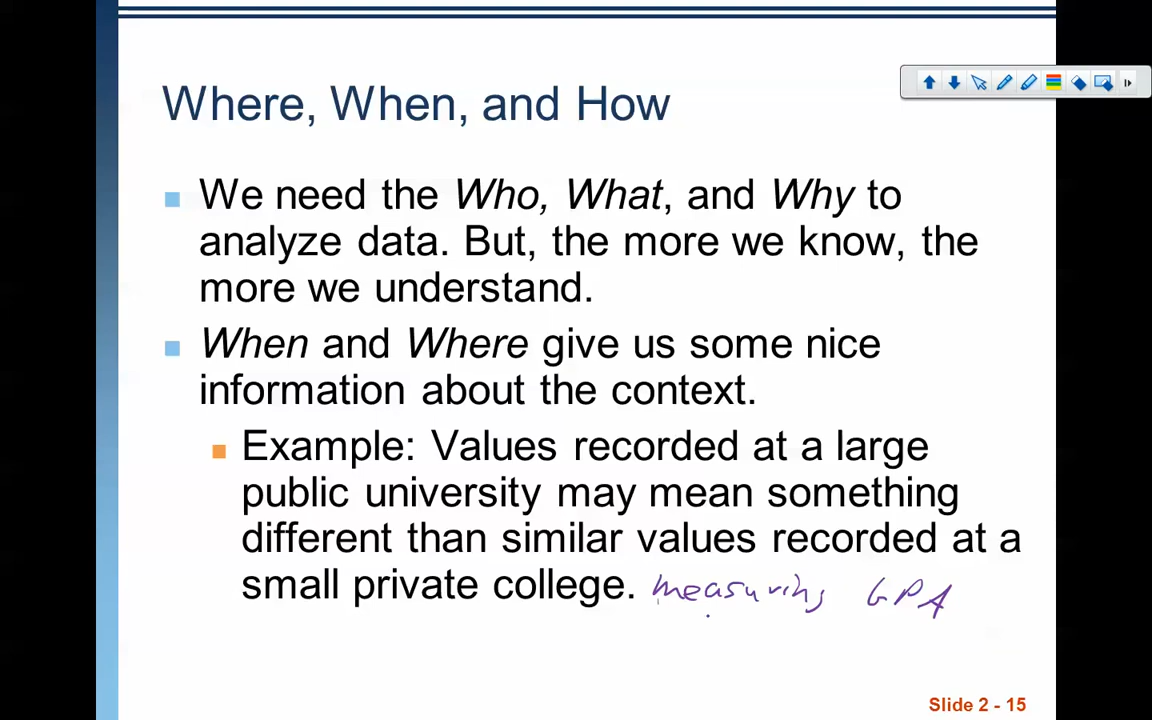 Where, When, and How
We need the Who, What, and Why to
analyze data. But, the more we know, the
more we understand.
When and Where give us some nice
information about the context.
Example: Values recorded at a large
public university may mean something
different than similar values recorded at a
small private college. measuring GPA
Slide 2 - 15